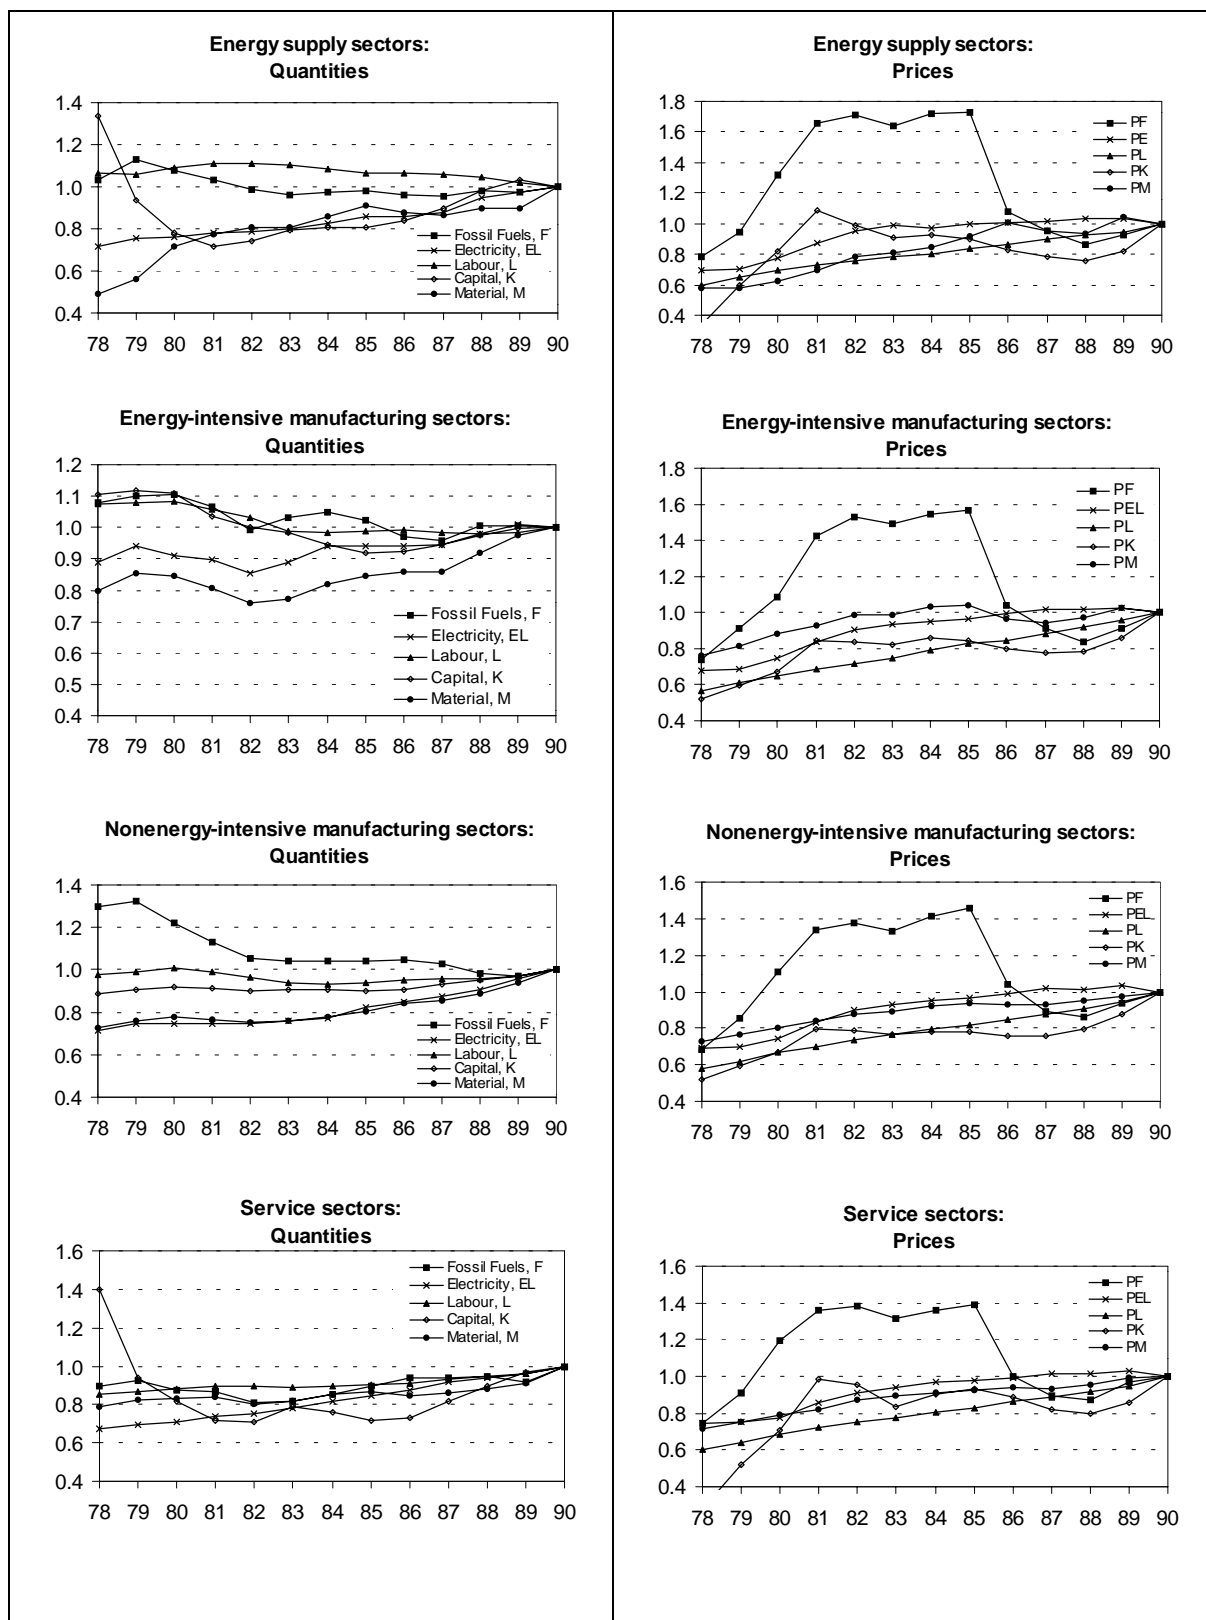 Energy supply sectors:
Quantities
1.4
1.2
1.0
0.8
0.6
0.4
Fossil Fuels, F
Electricity, EL
Labour, L
Capital, K
Material, M
78 79 80 81 82 83 84 85 86 87 88 89 90
Energy supply sectors:
Prices
1.8
1.6
1.4
1.2
1.0
0.8
0.6
0.4
PF
PE
PL
PK
PM
78 79 80 81 82 83 84 85 86 87 88 89 90
Energy-intensive manufacturing sectors:
Quantities
1.2
1.1
1.0
0.9
0.8
0.7
0.6
0.5
0.4
Fossil Fuels, F
Electricity, EL
Labour, L
Capital, K
Material, M
78 79 80 81 82 83 84 85 86 87 88 89 90
Energy-intensive manufacturing sectors:
Prices
1.8
1.6
1.4
1.2
1.0
0.8
0.6
0.4
PF
PEL
PL
PK
PM
78 79 80 81 82 83 84 85 86 87 88 89 90
Nonenergy-intensive manufacturing sectors:
Quantities
1.4
1.2
1.0
0.8
0.6
0.4
Fossil Fuels, F
Electricity, EL
Labour, L
Capital, K
Material, M
78 79 80 81 82 83 84 85 86 87 88 89 90
Nonenergy-intensive manufacturing sectors:
Prices
1.6
1.4
1.2
1.0
0.8
0.6
0.4
PF
PEL
PL
PK
PM
78 79 80 81 82 83 84 85 86 87 88 89 90
Service sectors:
Quantities
1.6
1.4
1.2
1.0
0.8
0.6
0.4
Fossil Fuels, F
Electricity, EL
Labour, L
Capital, K
Material, M
78 79 80 81 82 83 84 85 86 87 88 89 90
Service sectors:
Prices
1.6
1.4
1.2
1.0
0.8
0.6
0.4
PF
PEL
PL
PK
PM
78 79 80 81 82 83 84 85 86 87 88 89 90